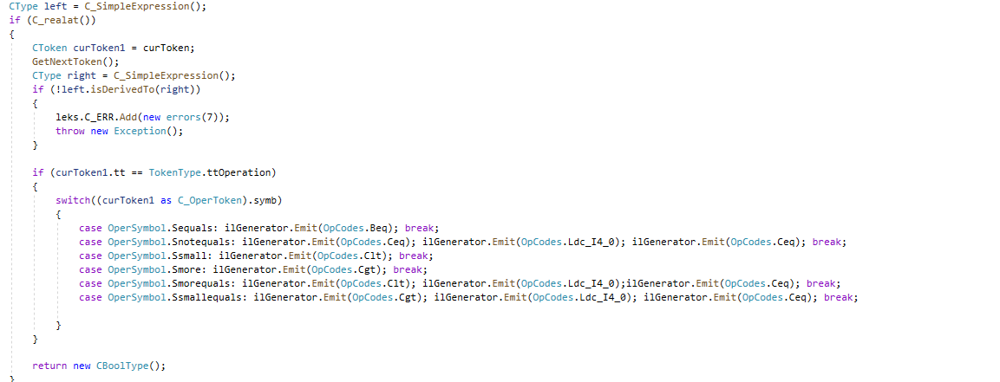 CType left = C_SimpleExpression();
if (C_realat())
{
CToken curToken1 = curToken;
GetNextToken();
CType right = C_SimpleExpression();
if (!left.isDerivedTo(right))
{
leks.C_ERR.Add(new errors(7));
throw new Exception();
}
if (curToken1.tt == TokenType.ttOperation)
{
switch((curToken1 as C_OperToken).symb)
{
case OperSymbol.Sequals: ilGenerator.Emit(OpCodes.Beq); break;
case OperSymbol.Snotequals: ilGenerator.Emit(OpCodes.Ceq); ilGenerator.Emit(OpCodes.Ldc_I4_0); ilGenerator.Emit(OpCodes.Ceq); break;
case OperSymbol.Ssmall: ilGenerator.Emit(OpCodes.Clt); break;
case OperSymbol.Smore: ilGenerator.Emit(OpCodes.Cgt); break;
case OperSymbol.Smorequals: ilGenerator.Emit(OpCodes.Clt); ilGenerator.Emit(OpCodes.Ldc_I4_0);ilGenerator.Emit(OpCodes.Ceq); break;
case OperSymbol.Ssmallequals: ilGenerator.Emit(OpCodes.Cgt); ilGenerator.Emit(OpCodes.Ldc_I4_0); ilGenerator.Emit(OpCodes.Ceq); break;
}
}
return new CBoolType();
}